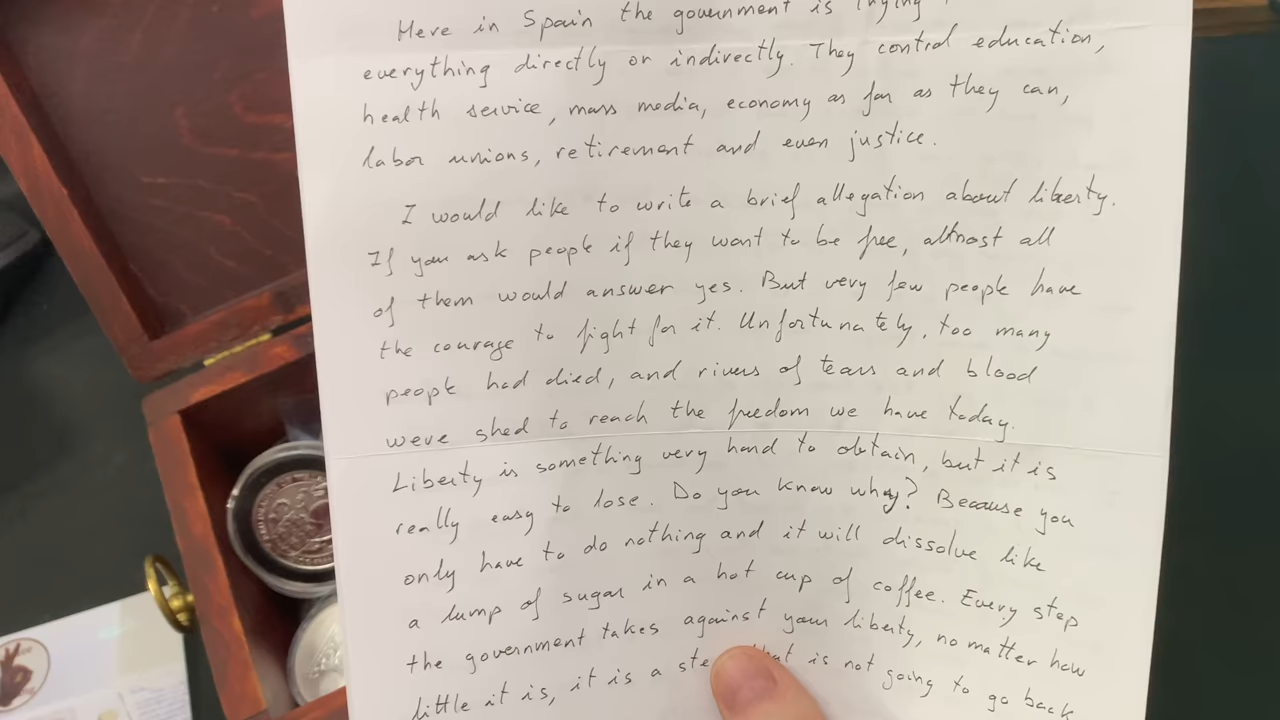 Here in Spain the government is trying
everything directly or indirectly. They control education,
health service, mass media, economy as far as they can,
labor unions, retirement and even justice.
I would like to write a brief allegation about liberty.
If you ask people if they want to be free, almost all
of them would answer yes. But very few people have
the courage to fight for it. Unfortunately, too many
people had died, and rivers of tears and blood
were shed to reach the freedom we have today.
Liberty is something very hard to obtain, but it is
really easy to lose. Do you know why? Because you
only have to do nothing and it will dissolve like
a lump of sugar in a hot cup of coffee. Every step
the government takes against your liberty, no matter how
little it is, it is a step that is not going to go back